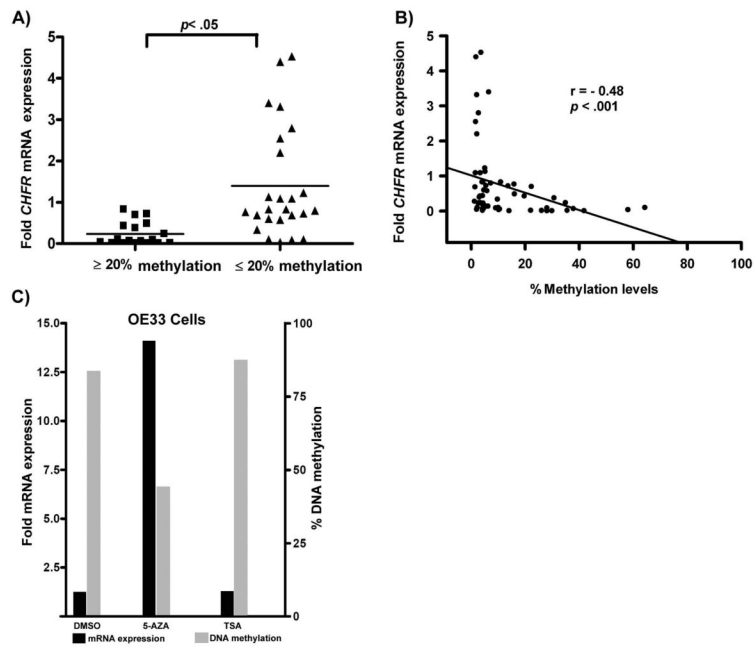 A)
p< .05
Fold CHFR mRNA expression
5
4
3
2
1
0
≥ 20% methylation
≤ 20% methylation
B)
Fold CHFR mRNA expression
5
4
3
2
1
0
r = - 0.48
p < .001
0 20 40 60 80 100
% Methylation levels
C)
OE33 Cells
Fold mRNA expression
15.0
12.5
10.0
7.5
5.0
2.5
100
75
50
25
0
% DNA methylation
DMSO 5-AZA TSA
mRNA expression DNA methylation